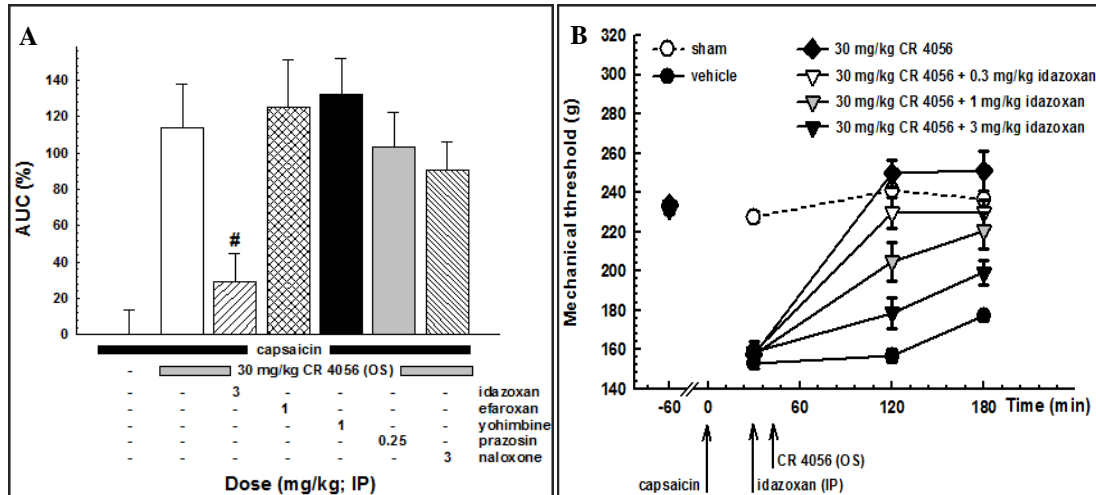 A
AUC (%)
140
120
100
80
60
40
20
0
#
capsaicin
30 mg/kg CR 4056 (OS)
- - 3 - - - - idazoxan
- - - 1 - - - efaroxan
- - - - 1 - - yohimbine
- - - - - 0.25 - prazosin
- - - - - - 3 naloxone
Dose (mg/kg; IP)
B
Mechanical threshold (g)
320
300
280
260
240
220
200
180
160
140
sham
vehicle
30 mg/kg CR 4056
30 mg/kg CR 4056 + 0.3 mg/kg idazoxan
30 mg/kg CR 4056 + 1 mg/kg idazoxan
30 mg/kg CR 4056 + 3 mg/kg idazoxan
-60 0 60 120 180 Time (min)
CR 4056 (OS)
capsaicin idazoxan (IP)